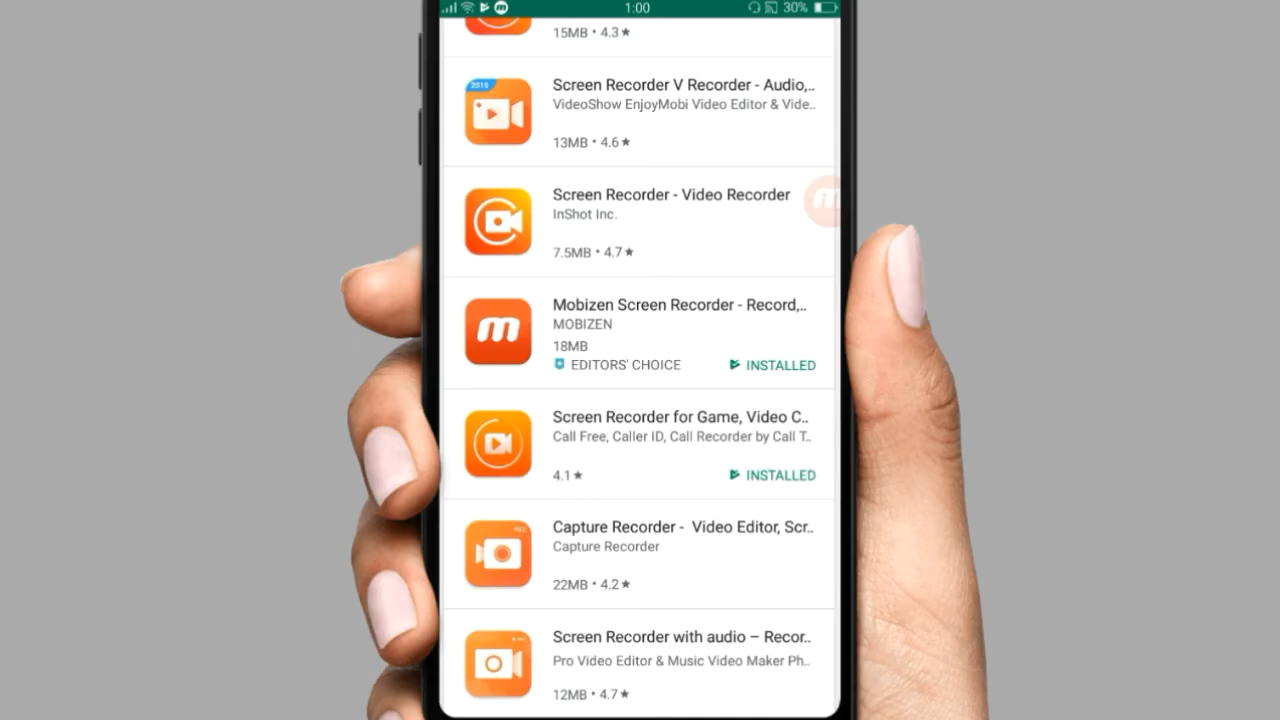 1:00
30%
15MB • 4.3★
2019
Screen Recorder V Recorder - Audio,..
VideoShow EnjoyMobi Video Editor & Vide..
13MB • 4.6★
Screen Recorder - Video Recorder
InShot Inc.
7.5MB • 4.7★
m
Mobizen Screen Recorder - Record,..
MOBIZEN
18MB
EDITORS' CHOICE
INSTALLED
m
Screen Recorder for Game, Video C..
Call Free, Caller ID, Call Recorder by Call T..
4.1★
INSTALLED
Capture Recorder -  Video Editor, Scr..
Capture Recorder
22MB • 4.2★
REC
Screen Recorder with audio – Recor..
Pro Video Editor & Music Video Maker Ph..
12MB • 4.7★